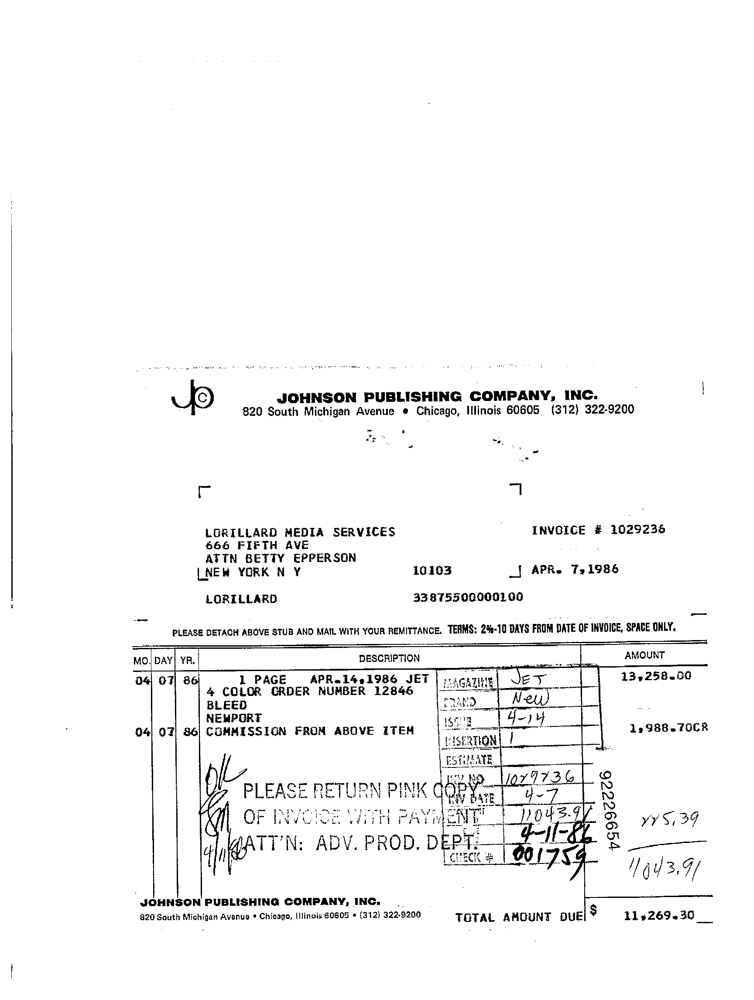 JPC
JOHNSON PUBLISHING COMPANY, INC.
820 South Michigan Avenue • Chicago, Illinois 60605 (312) 322-9200
LORILLARD MEDIA SERVICES INVOICE # 1029236
666 FIFTH AVE
ATTN BETTY EPPERSON
NEW YORK N Y 10103 APR. 7,1986
LORILLARD 33875500000100
PLEASE DETACH ABOVE STUB AND MAIL WITH YOUR REMITTANCE. TERMS: 2%-10 DAYS FROM DATE OF INVOICE, SPACE ONLY.
MO. DAY YR. DESCRIPTION AMOUNT
04 07 86 1 PAGE APR.14,1986 JET 13,258.00
4 COLOR ORDER NUMBER 12846
BLEED
NEWPORT
04 07 86 COMMISSION FROM ABOVE ITEM 1,988.70CR
MAGAZINE JET
BRAND New
ISSUE 4-14
INSERTION 1
ESTIMATE
INV NO 1029236
INV DATE 4-7
11043.91
4-11-86
CHECK # 001759
OK
4/11/86
PLEASE RETURN PINK COPY
OF INVOICE WITH PAYMENT"
ATT'N: ADV. PROD. DEPT.
92226654
225.39
11043.91
JOHNSON PUBLISHING COMPANY, INC.
820 South Michigan Avenue • Chicago, Illinois 60605 • (312) 322-9200
TOTAL AMOUNT DUE $ 11,269.30